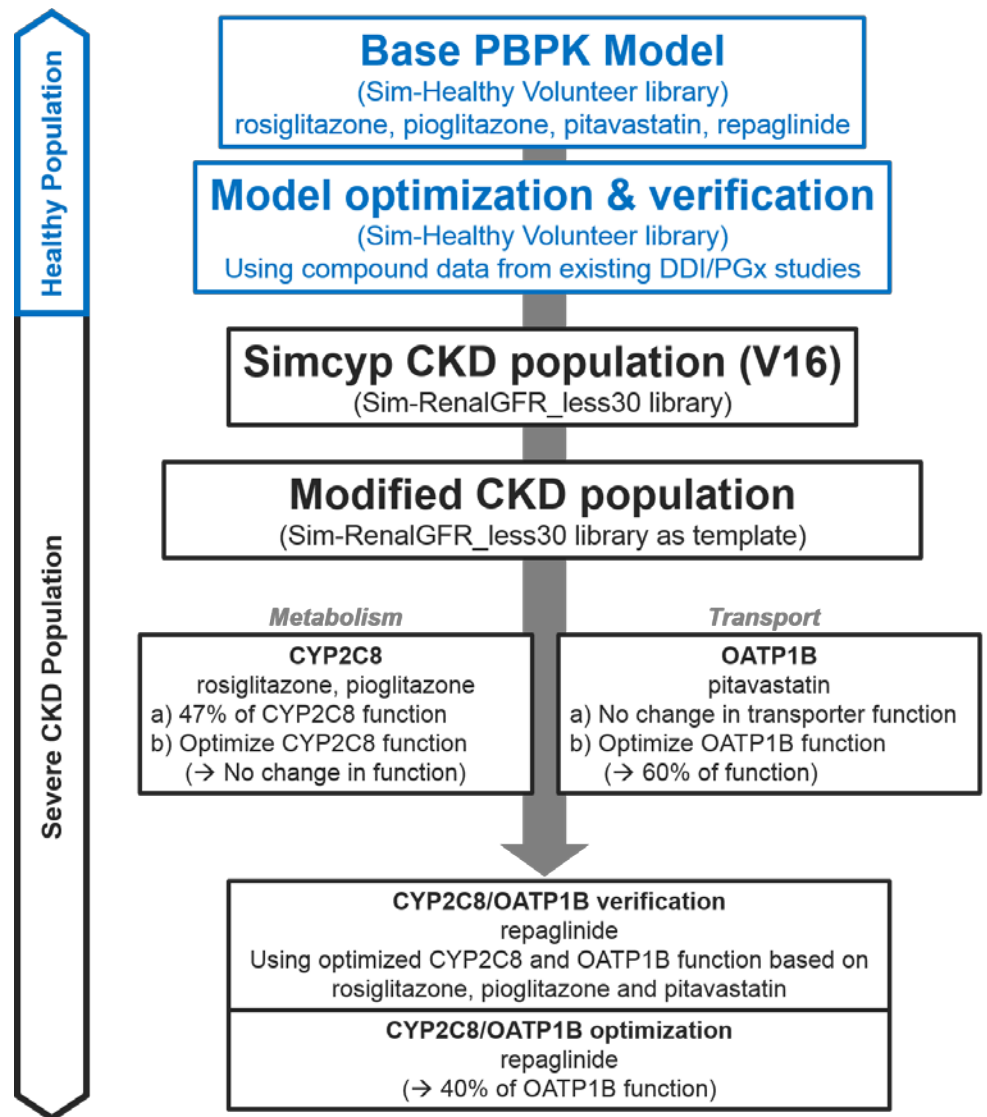 Healthy Population
Base PBPK Model
(Sim-Healthy Volunteer library)
rosiglitazone, pioglitazone, pitavastatin, repaglinide
Model optimization & verification
(Sim-Healthy Volunteer library)
Using compound data from existing DDI/PGx studies
Severe CKD Population
Simcyp CKD population (V16)
(Sim-RenalGFR_less30 library)
Modified CKD population
(Sim-RenalGFR_less30 library as template)
Metabolism
CYP2C8
rosiglitazone, pioglitazone
a) 47% of CYP2C8 function
b) Optimize CYP2C8 function
(→ No change in function)
Transport
OATP1B
pitavastatin
a) No change in transporter function
b) Optimize OATP1B function
(→ 60% of function)
CYP2C8/OATP1B verification
repaglinide
Using optimized CYP2C8 and OATP1B function based on
rosiglitazone, pioglitazone and pitavastatin
CYP2C8/OATP1B optimization
repaglinide
(→ 40% of OATP1B function)